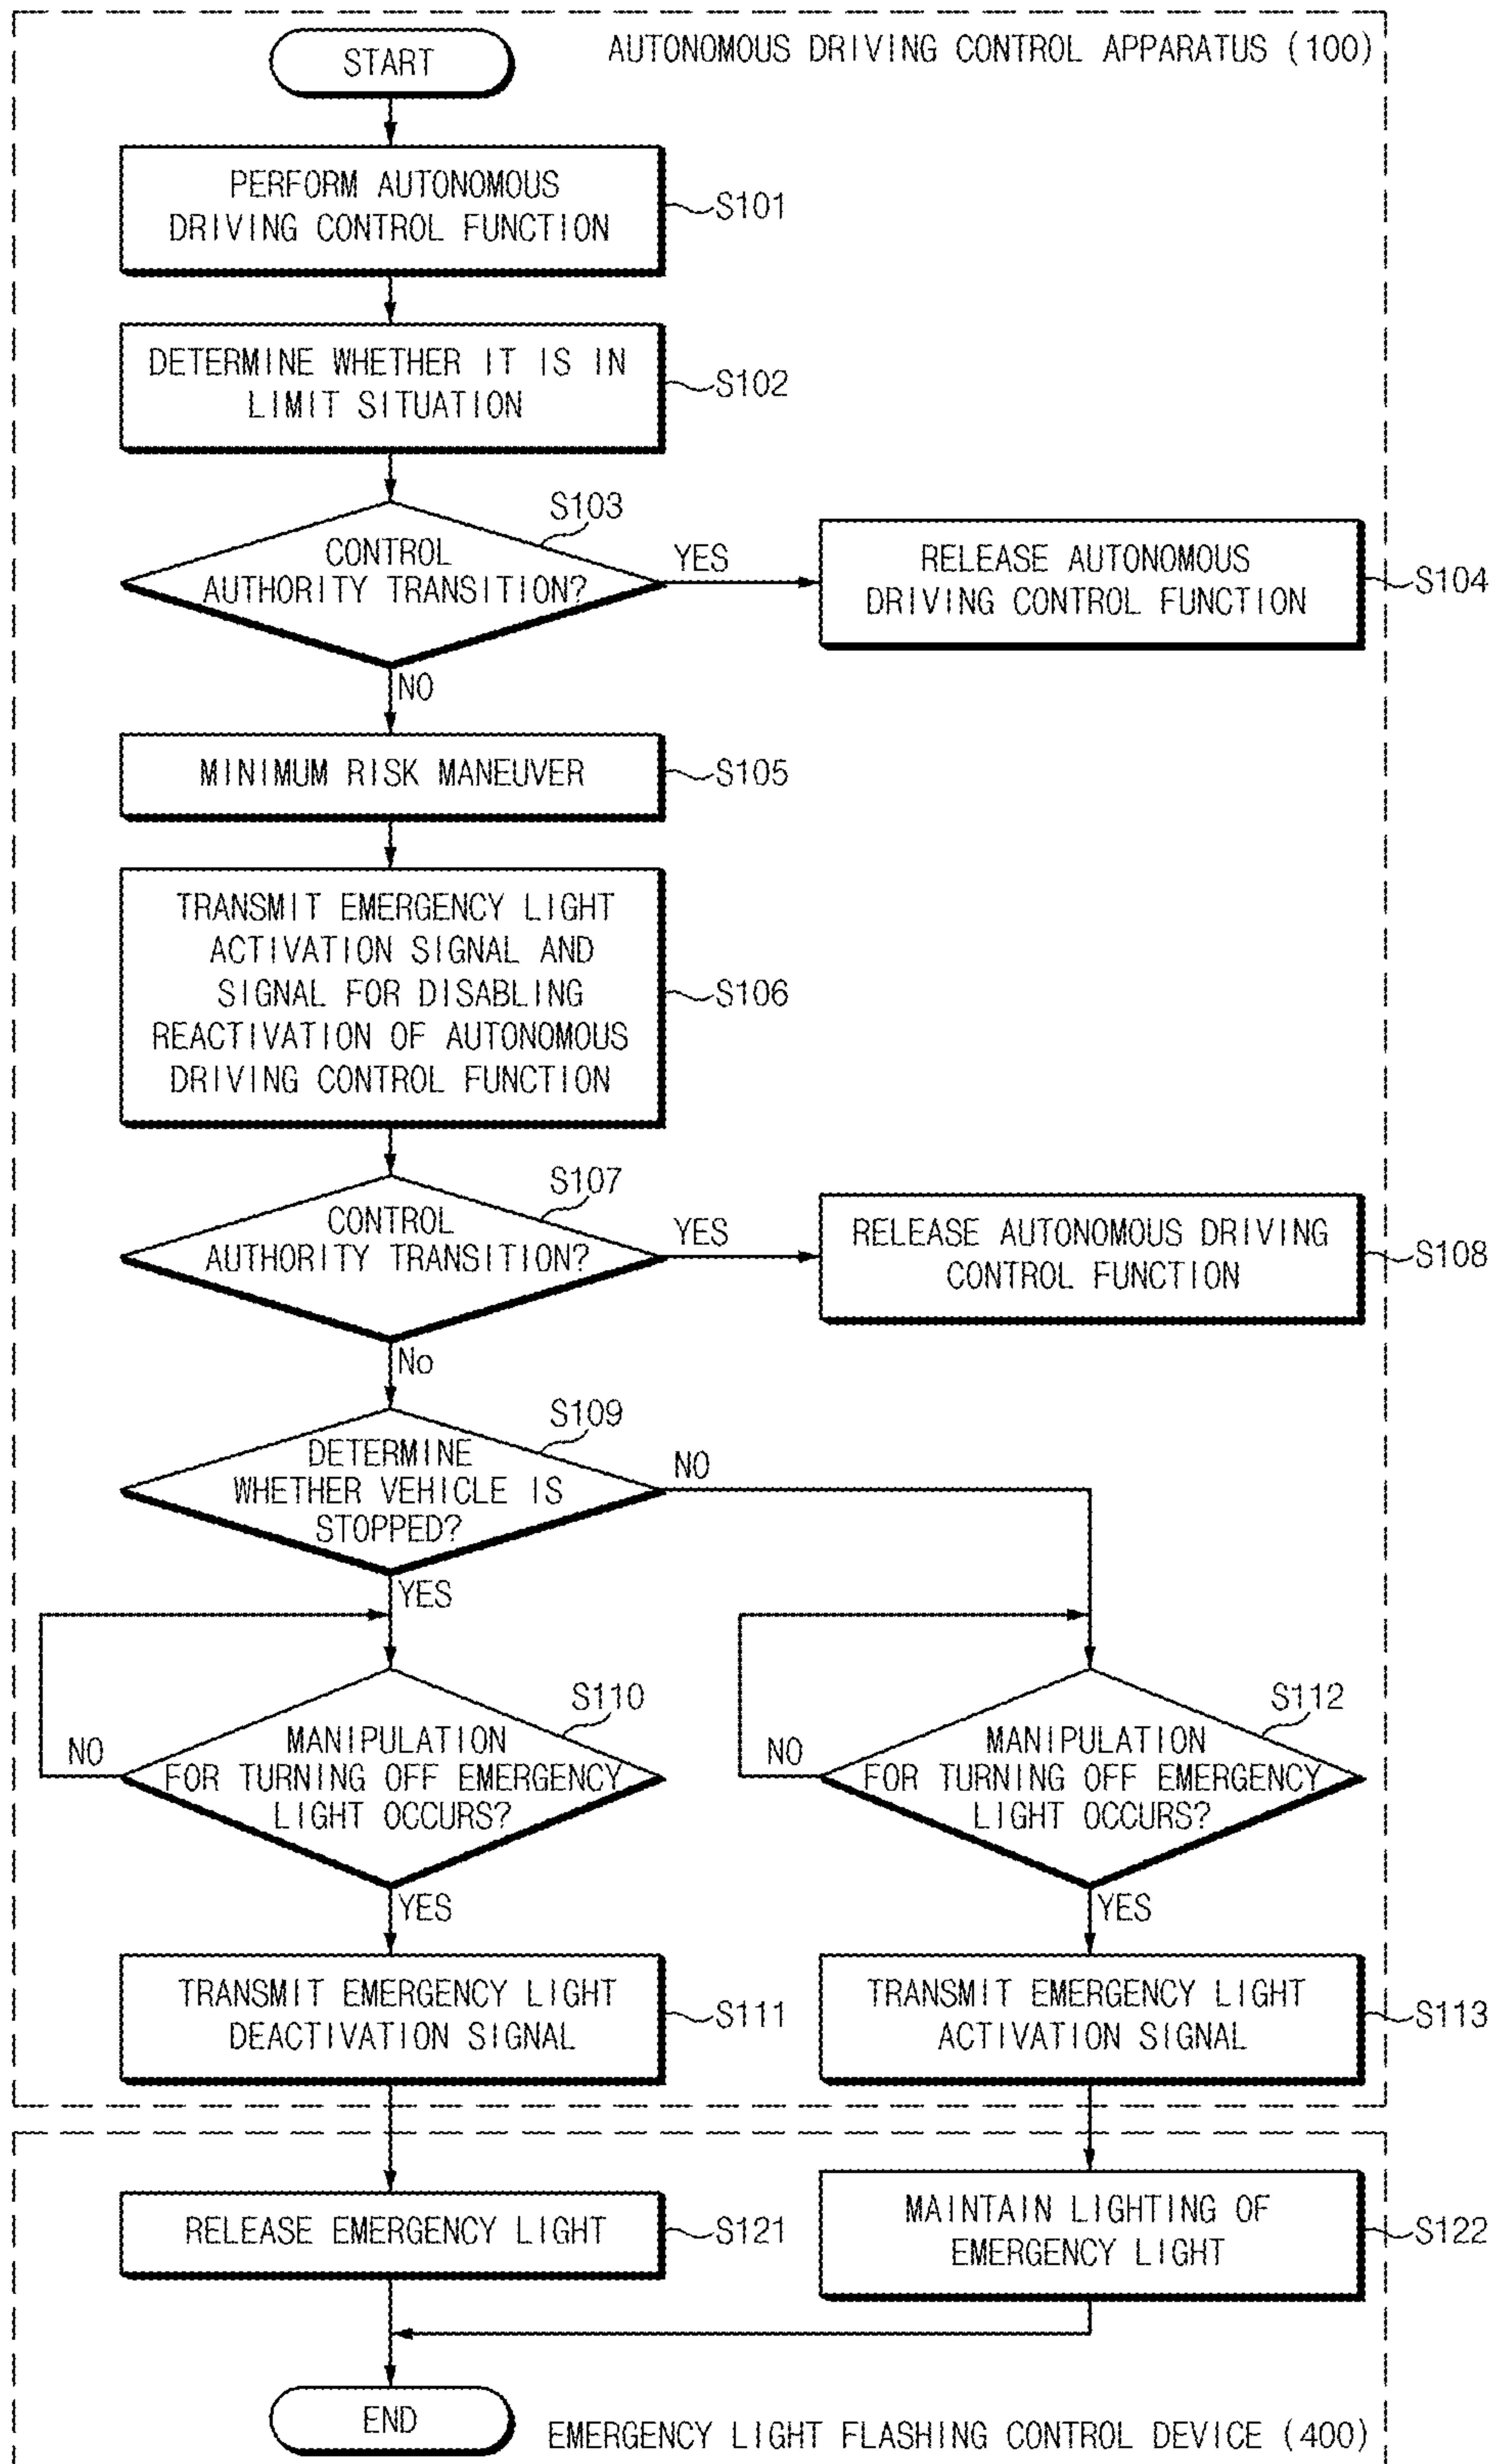 AUTONOMOUS DRIVING CONTROL APPARATUS (100)
START
PERFORM AUTONOMOUS
DRIVING CONTROL FUNCTION
S101
DETERMINE WHETHER IT IS IN
LIMIT SITUATION
S102
S103
CONTROL
AUTHORITY TRANSITION?
YES
RELEASE AUTONOMOUS
DRIVING CONTROL FUNCTION
S104
NO
MINIMUM RISK MANEUVER
S105
TRANSMIT EMERGENCY LIGHT
ACTIVATION SIGNAL AND
SIGNAL FOR DISABLING
REACTIVATION OF AUTONOMOUS
DRIVING CONTROL FUNCTION
S106
S107
CONTROL
AUTHORITY TRANSITION?
YES
RELEASE AUTONOMOUS DRIVING
CONTROL FUNCTION
S108
No
S109
DETERMINE
WHETHER VEHICLE IS
STOPPED?
NO
YES
S110
MANIPULATION
FOR TURNING OFF EMERGENCY
LIGHT OCCURS?
NO
YES
S112
MANIPULATION
FOR TURNING OFF EMERGENCY
LIGHT OCCURS?
NO
YES
TRANSMIT EMERGENCY LIGHT
DEACTIVATION SIGNAL
S111
TRANSMIT EMERGENCY LIGHT
ACTIVATION SIGNAL
S113
RELEASE EMERGENCY LIGHT
S121
MAINTAIN LIGHTING OF
EMERGENCY LIGHT
S122
END
EMERGENCY LIGHT FLASHING CONTROL DEVICE (400)